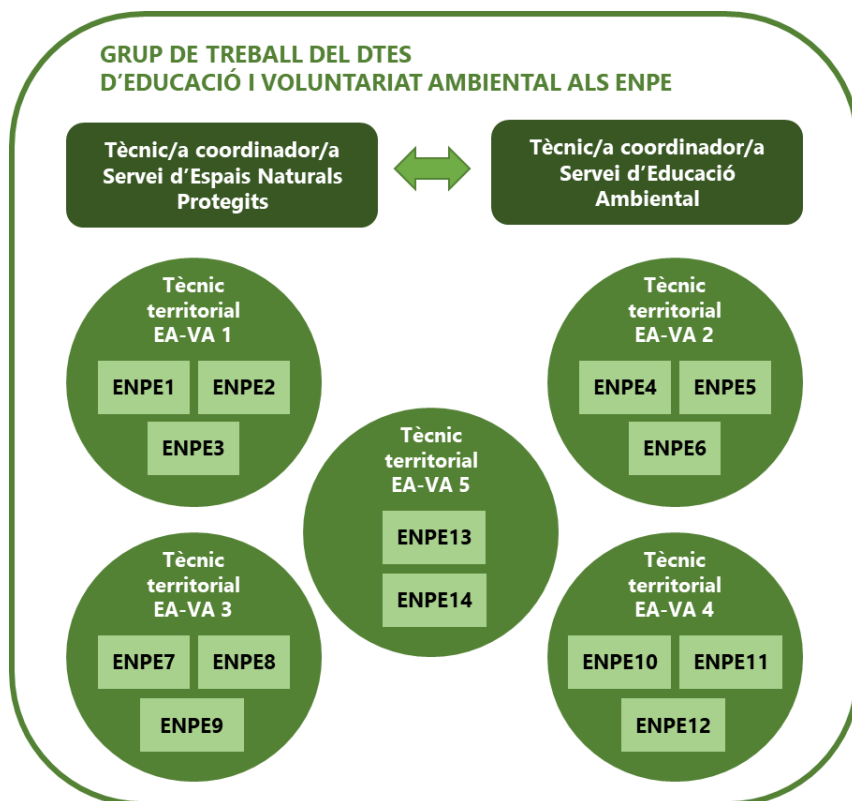 GRUP DE TREBALL DEL DTES
D'EDUCACIÓ I VOLUNTARIAT AMBIENTAL ALS ENPE
Tècnic/a coordinador/a
Servei d'Espais Naturals
Protegits
Tècnic/a coordinador/a
Servei d'Educació
Ambiental
Tècnic
territorial
EA-VA 1
ENPE1
ENPE2
ENPE3
Tècnic
territorial
EA-VA 2
ENPE4
ENPE5
ENPE6
Tècnic
territorial
EA-VA 5
ENPE13
ENPE14
Tècnic
territorial
EA-VA 3
ENPE7
ENPE8
ENPE9
Tècnic
territorial
EA-VA 4
ENPE10
ENPE11
ENPE12